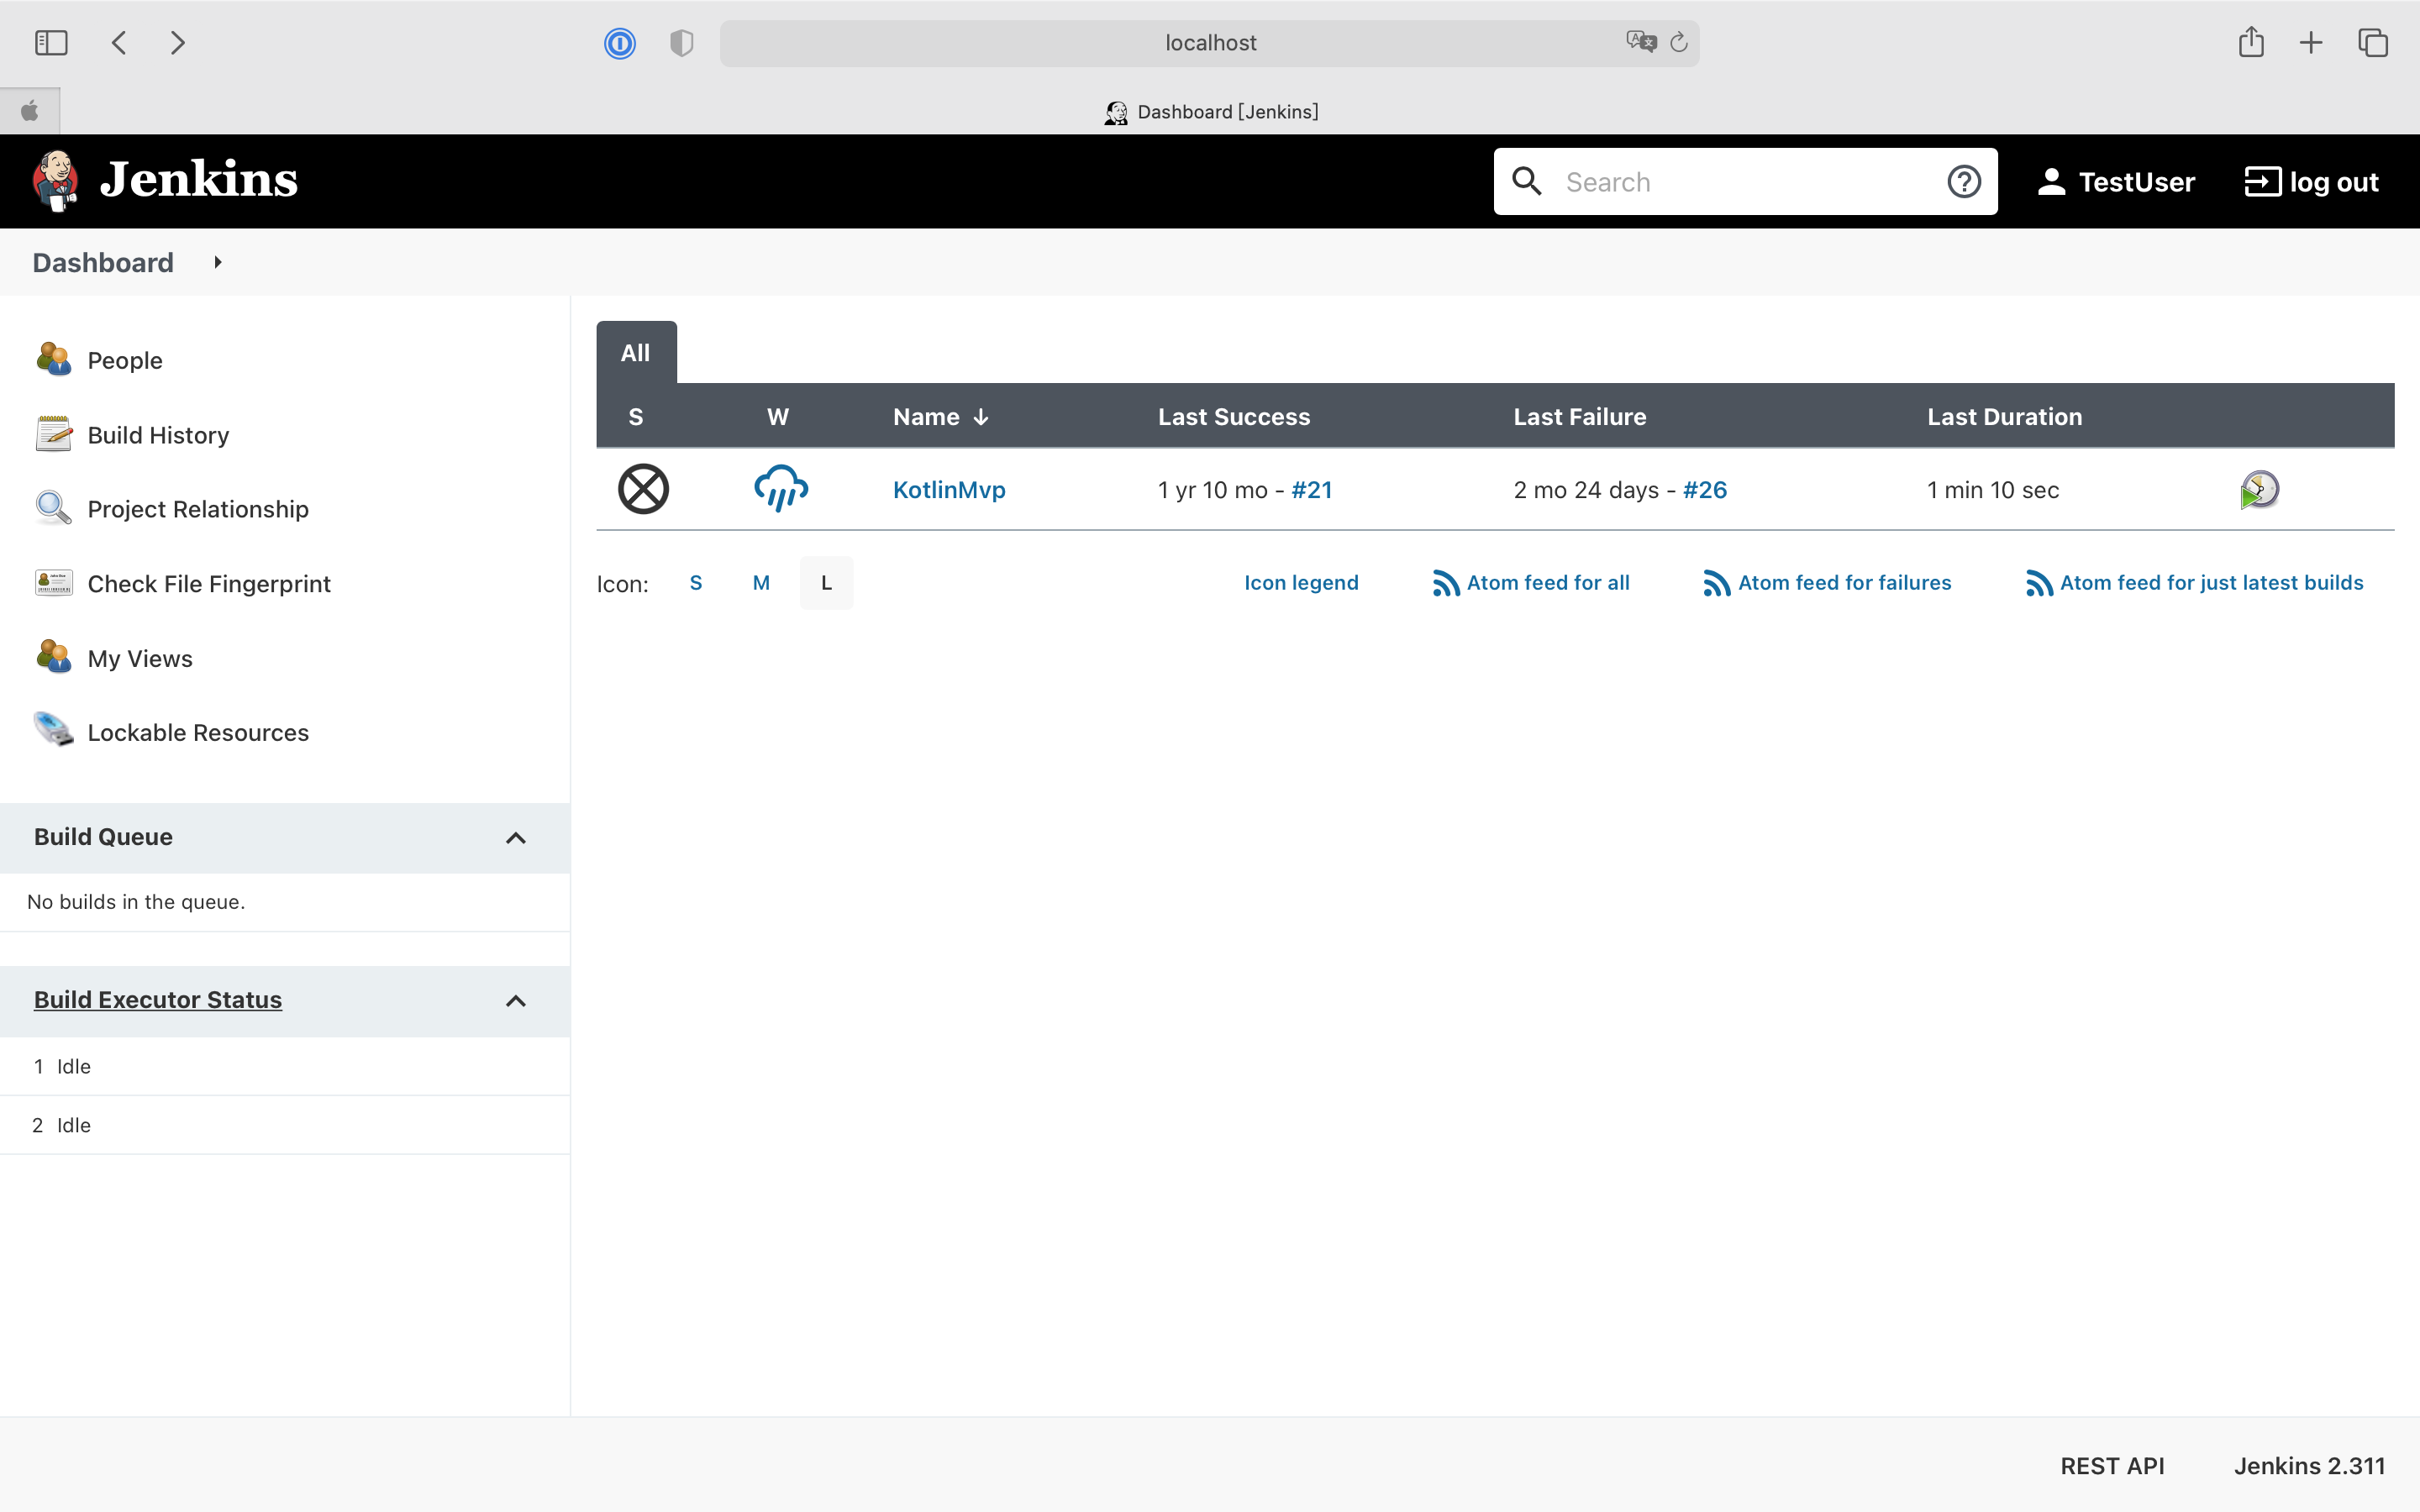 localhost
Dashboard [Jenkins]
Jenkins
Search
TestUser
log out
Dashboard
People
Build History
Project Relationship
Check File Fingerprint
My Views
Lockable Resources
Build Queue
No builds in the queue.
Build Executor Status
1 Idle
2 Idle
All
S W Name ↓ Last Success Last Failure Last Duration
KotlinMvp 1 yr 10 mo - #21 2 mo 24 days - #26 1 min 10 sec
Icon: S M L Icon legend Atom feed for all Atom feed for failures Atom feed for just latest builds
REST API Jenkins 2.311